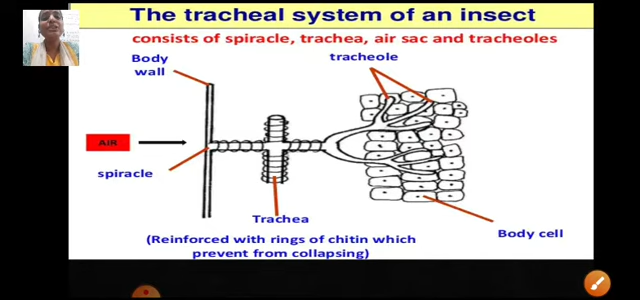 The tracheal system of an insect
consists of spiracle, trachea, air sac and tracheoles
Body
wall
tracheole
AIR
spiracle
Trachea
(Reinforced with rings of chitin which
prevent from collapsing)
Body cell